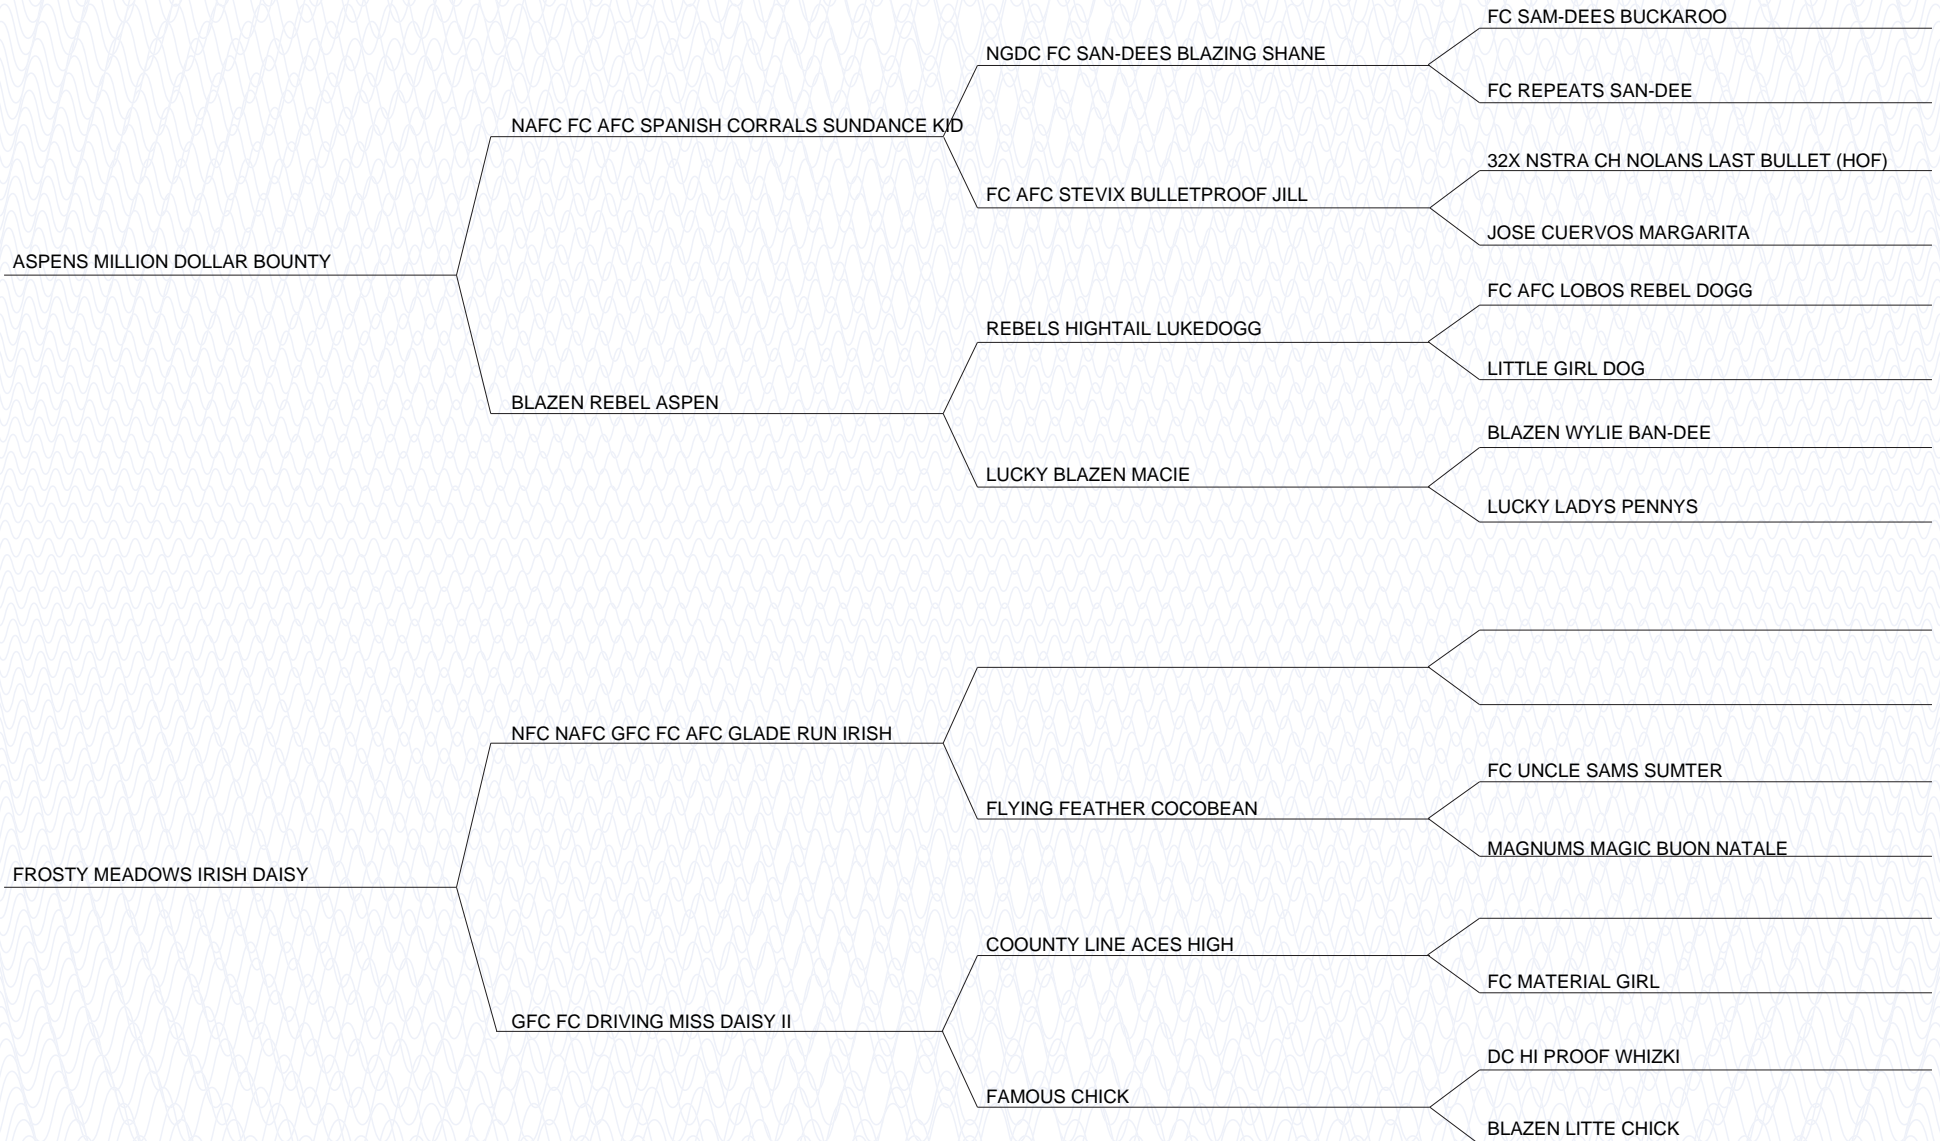 FC SAM-DEES BUCKAROO
NGDC FC SAN-DEES BLAZING SHANE
FC REPEATS SAN-DEE
NAFC FC AFC SPANISH CORRALS SUNDANCE KID
32X NSTRA CH NOLANS LAST BULLET (HOF)
FC AFC STEVIX BULLETPROOF JILL
JOSE CUERVOS MARGARITA
ASPENS MILLION DOLLAR BOUNTY
FC AFC LOBOS REBEL DOGG
REBELS HIGHTAIL LUKEDOGG
LITTLE GIRL DOG
BLAZEN REBEL ASPEN
BLAZEN WYLIE BAN-DEE
LUCKY BLAZEN MACIE
LUCKY LADYS PENNYS
NFC NAFC GFC FC AFC GLADE RUN IRISH
FC UNCLE SAMS SUMTER
FLYING FEATHER COCOBEAN
MAGNUMS MAGIC BUON NATALE
FROSTY MEADOWS IRISH DAISY
COOUNTY LINE ACES HIGH
FC MATERIAL GIRL
GFC FC DRIVING MISS DAISY II
DC HI PROOF WHIZKI
FAMOUS CHICK
BLAZEN LITTE CHICK